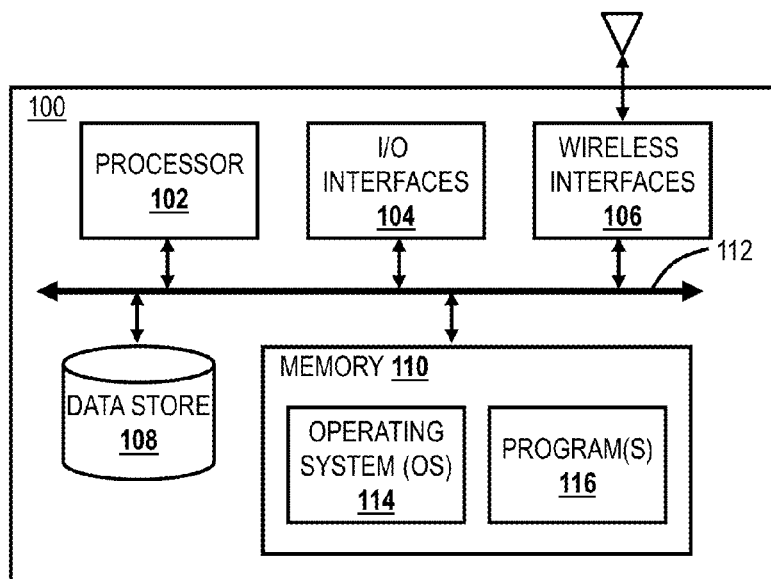 100
PROCESSOR
102
I/O
INTERFACES
104
WIRELESS
INTERFACES
106
112
DATA STORE
108
MEMORY 110
OPERATING
SYSTEM (OS)
114
PROGRAM(S)
116